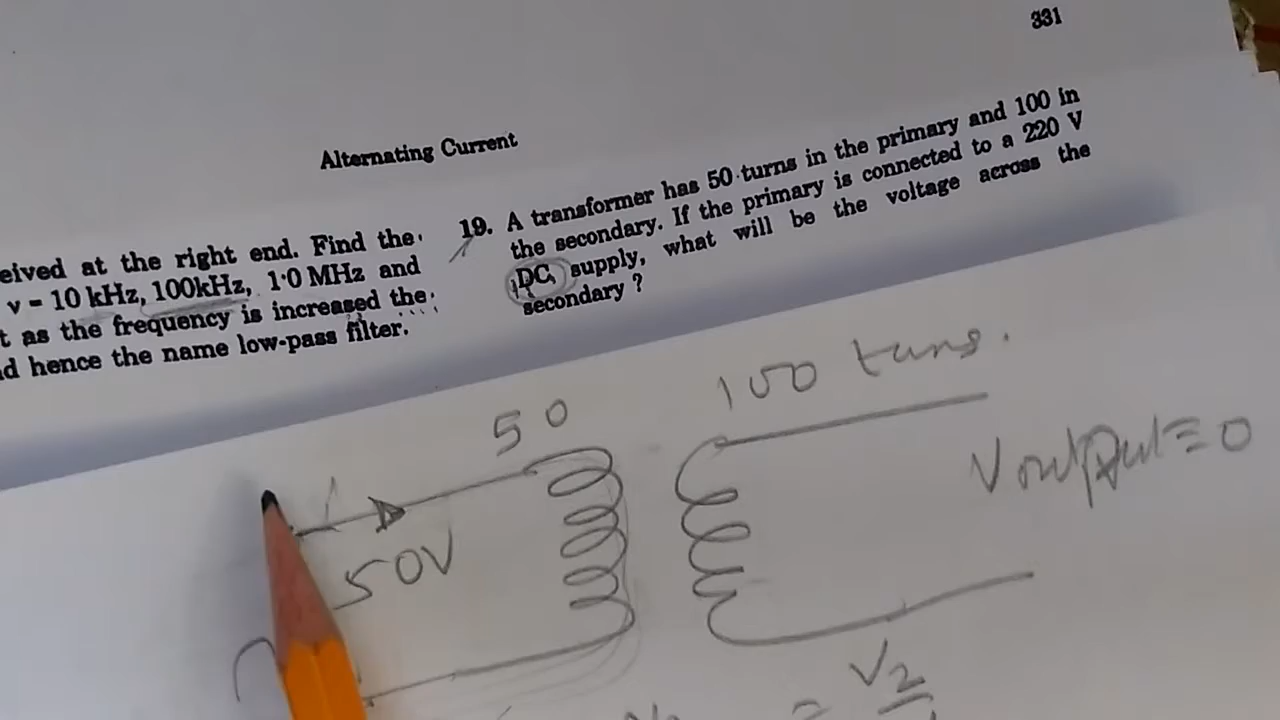 331
Alternating Current
eived at the right end. Find the
ν = 10 kHz, 100kHz, 1·0 MHz and
t as the frequency is increased the
d hence the name low-pass filter.
19. A transformer has 50 turns in the primary and 100 in
the secondary. If the primary is connected to a 220 V
DC supply, what will be the voltage across the
secondary ?
50
100 turns.
50V
Voutput = 0
= V2